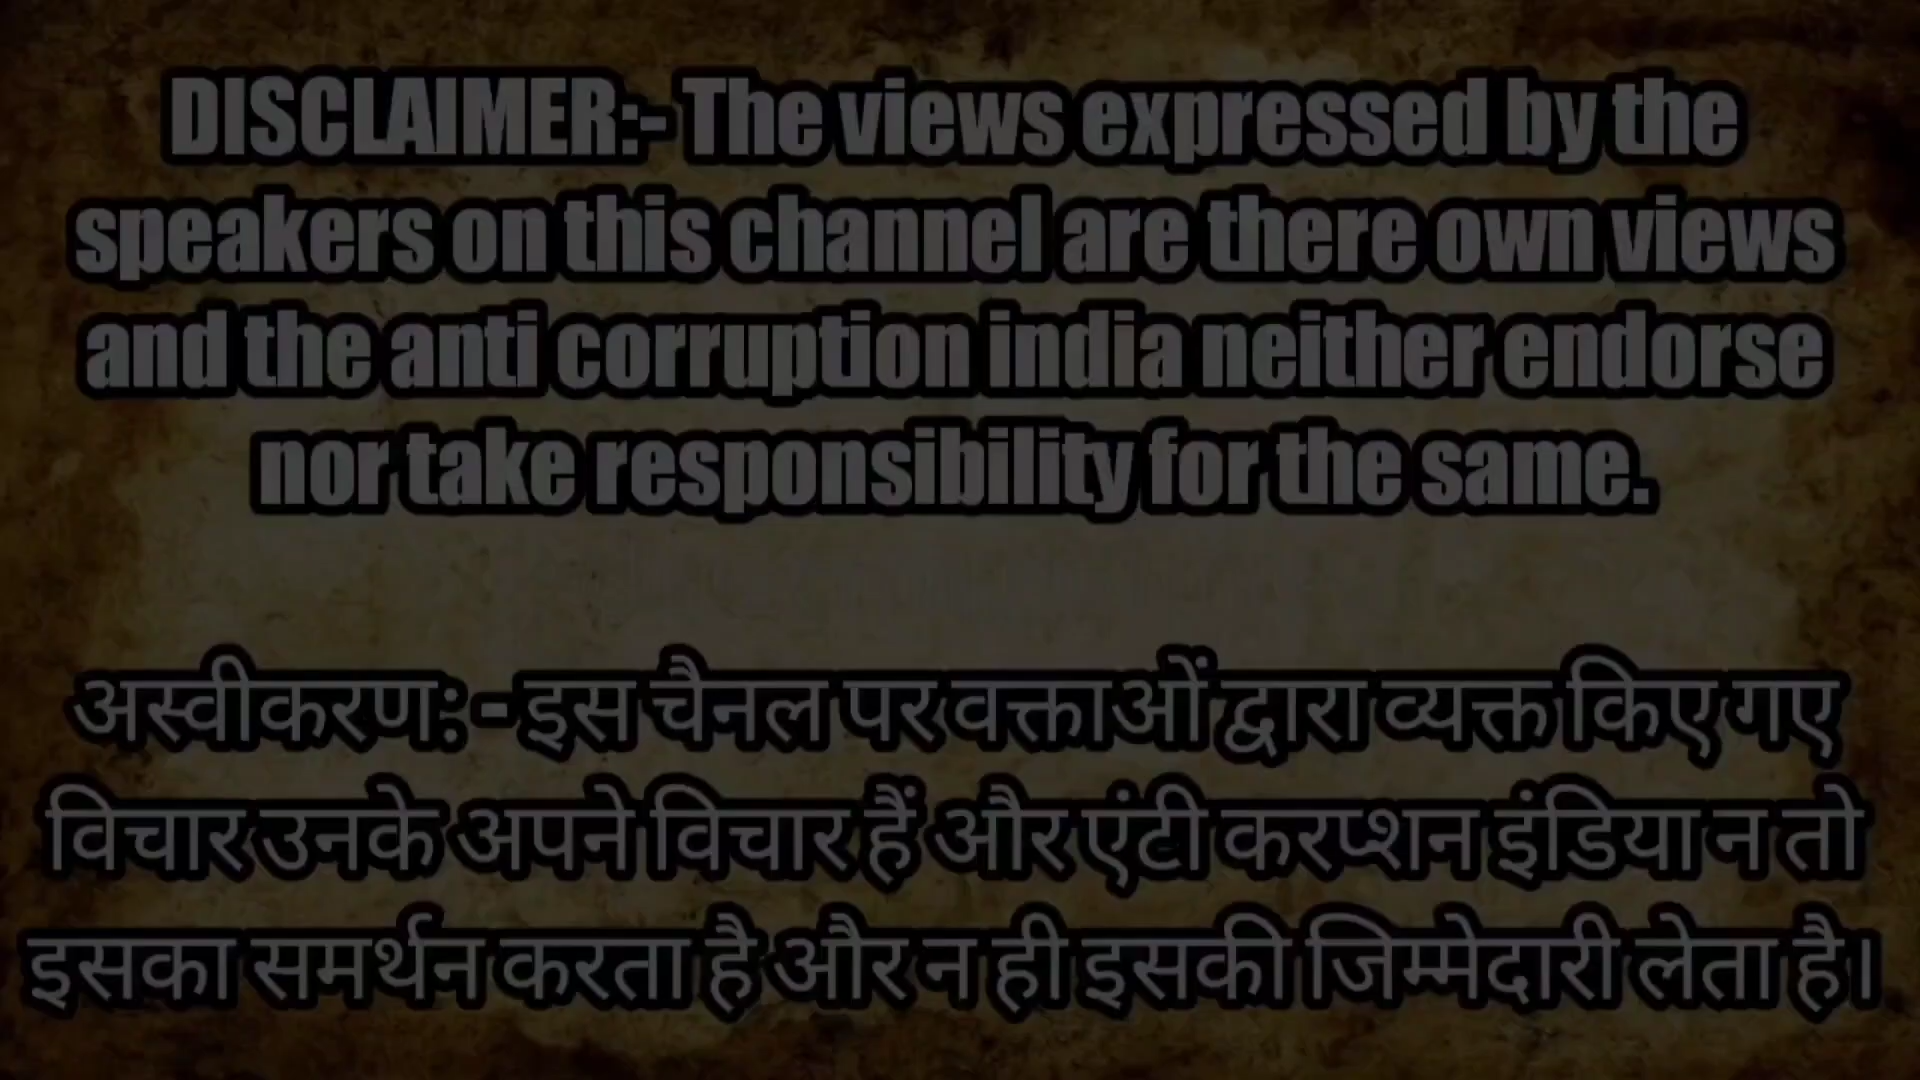 DISCLAIMER:- The views expressed by the
speakers on this channel are there own views
and the anti corruption india neither endorse
nor take responsibility for the same.
अस्वीकरण: - इस चैनल पर वक्ताओं द्वारा व्यक्त किए गए
विचार उनके अपने विचार हैं और एंटी करप्शन इंडिया न तो
इसका समर्थन करता है और न ही इसकी जिम्मेदारी लेता है।